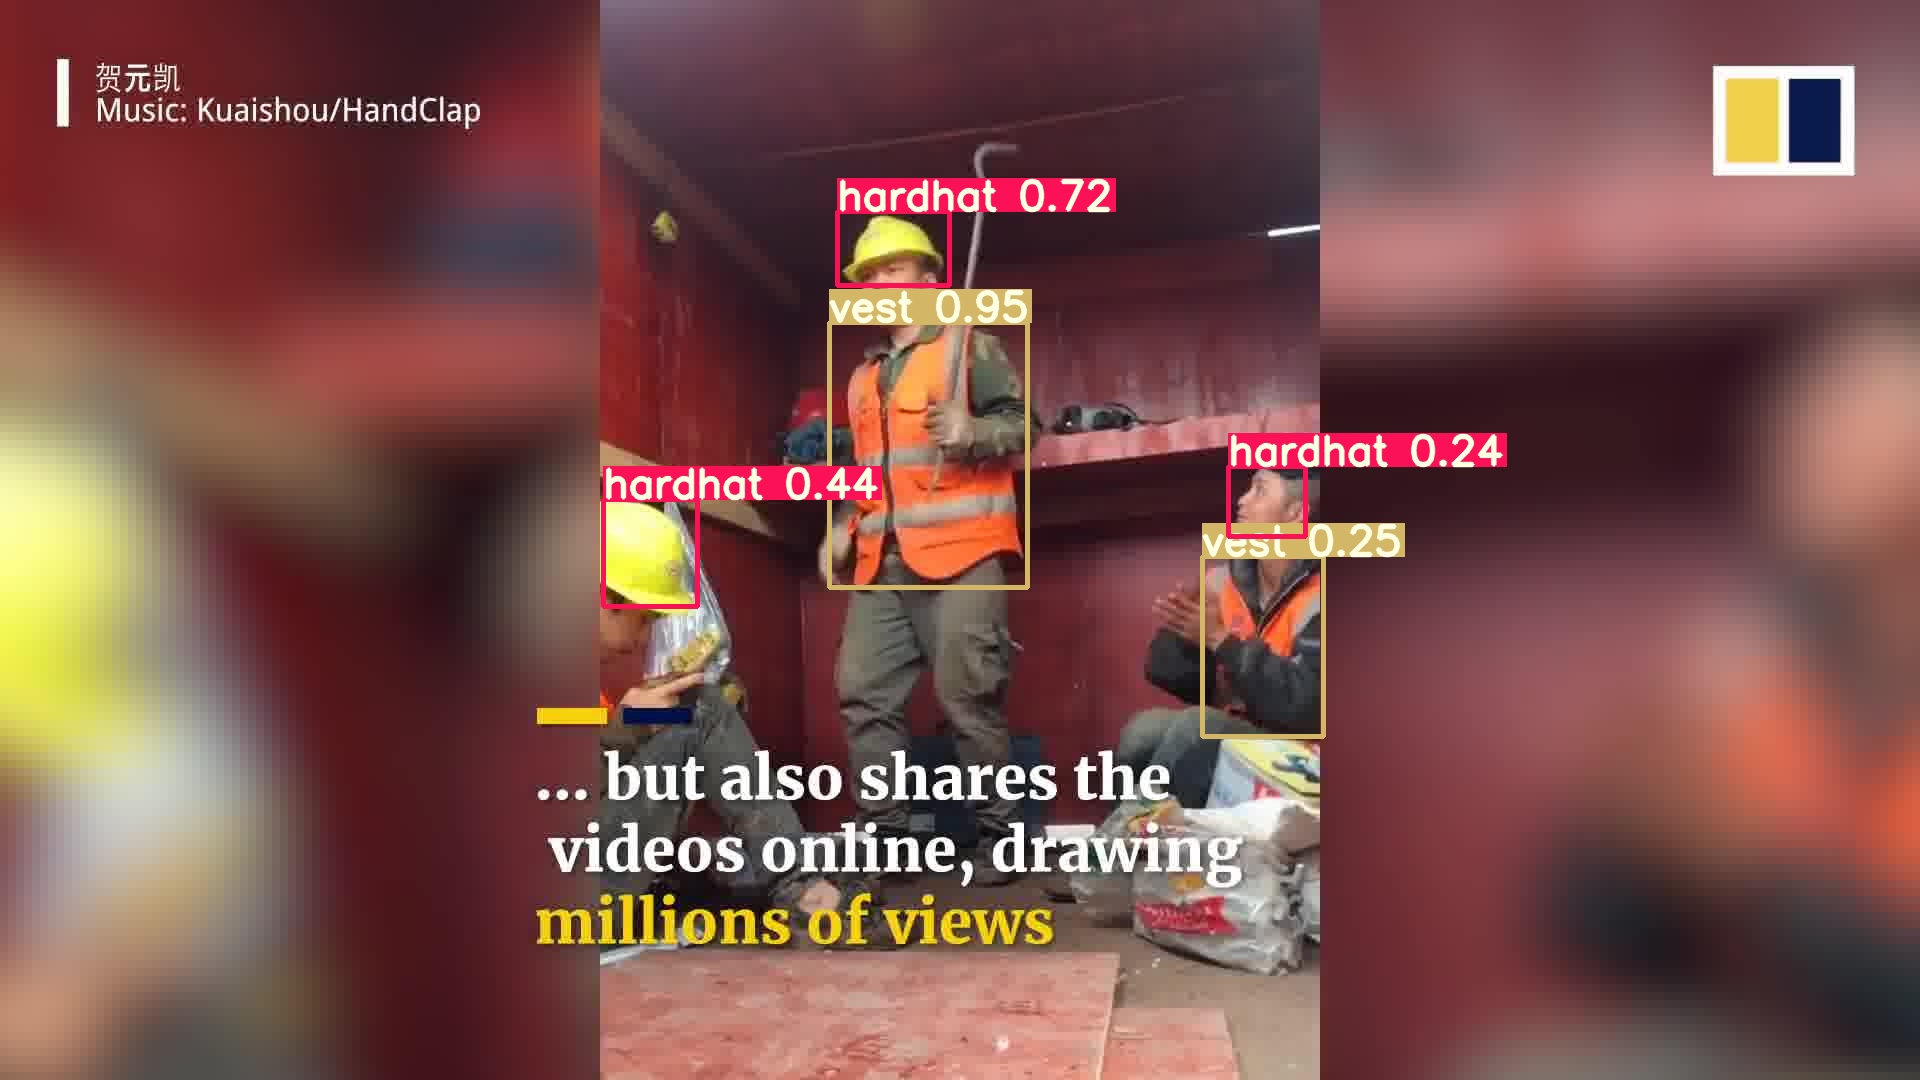 贺元凯
Music: Kuaishou/HandClap
hardhat 0.72
vest 0.95
hardhat 0.24
hardhat 0.44
vest 0.25
... but also shares the
videos online, drawing
millions of views